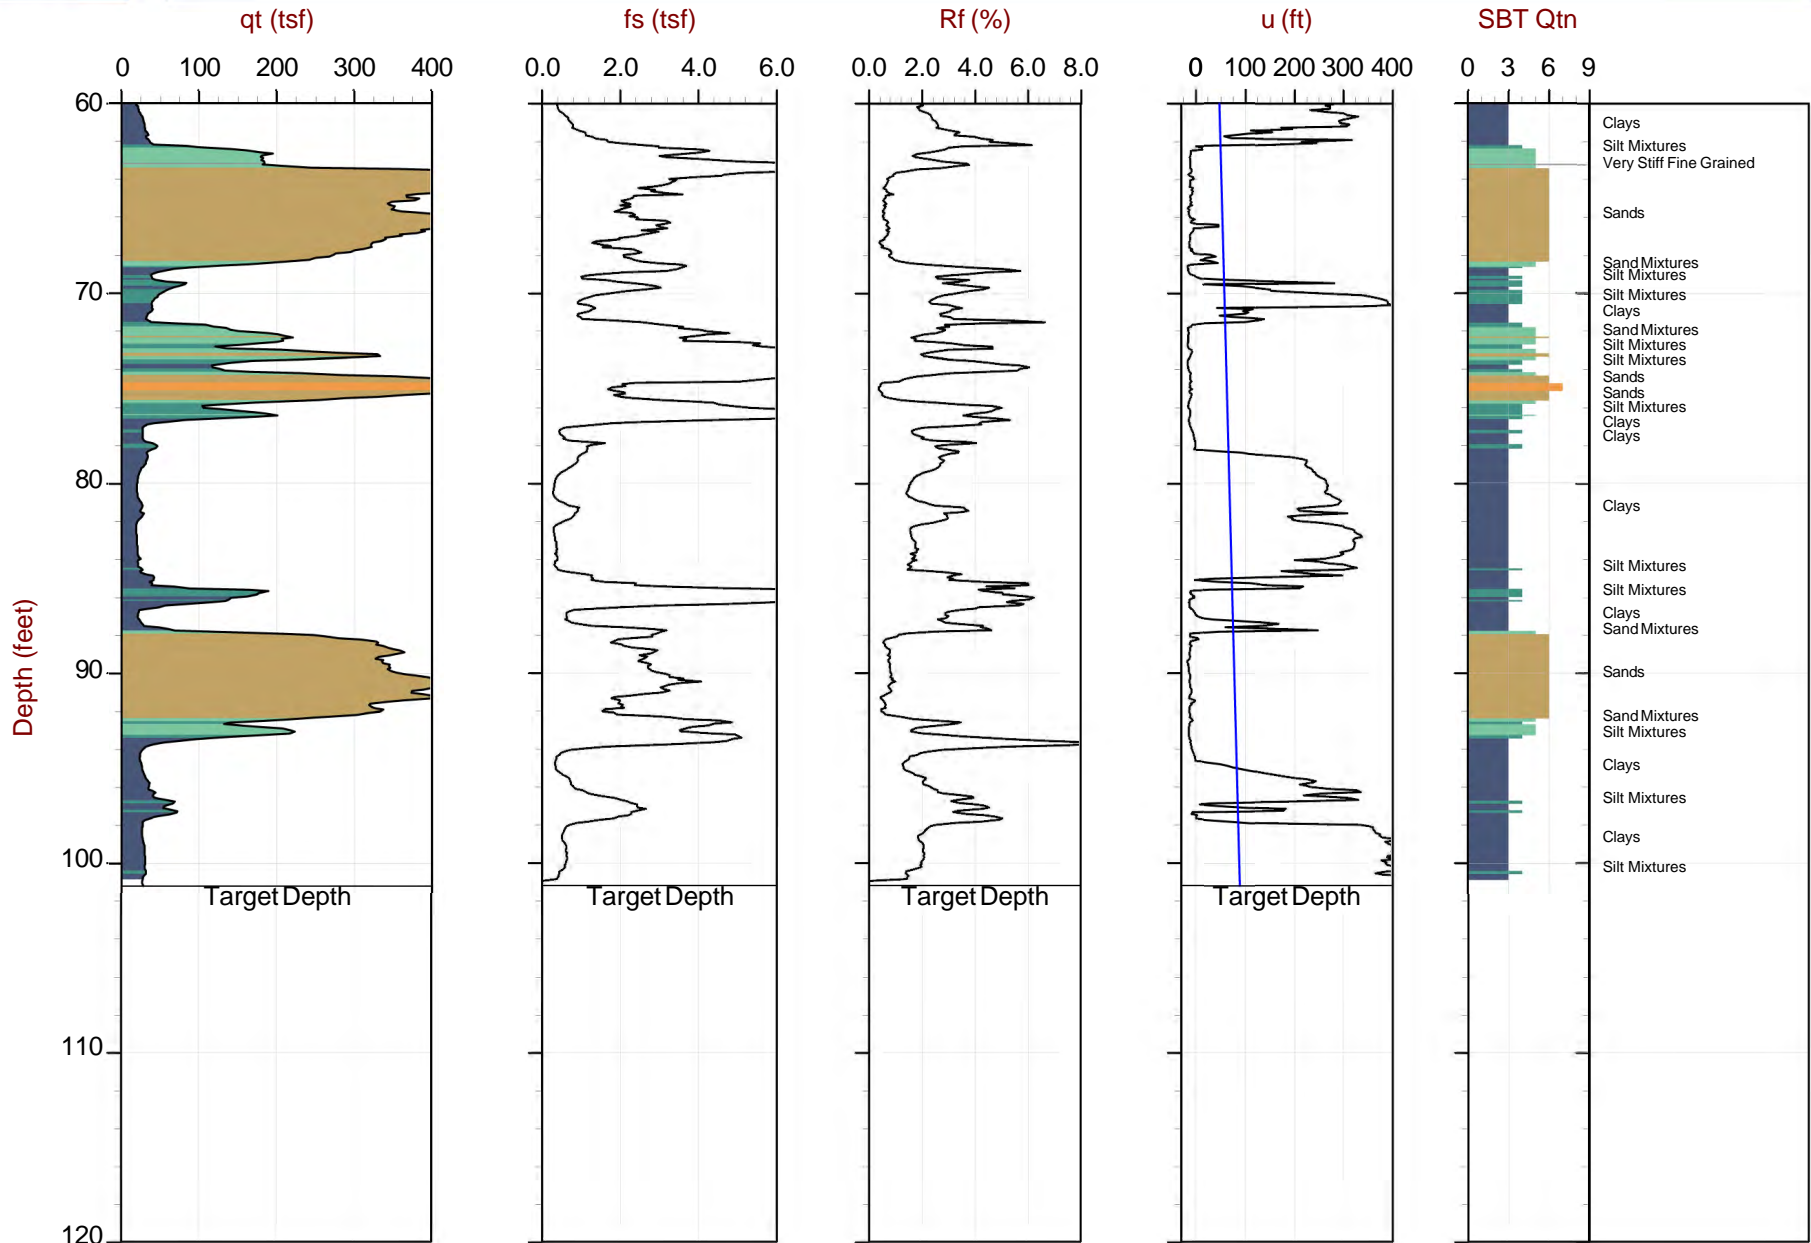 qt (tsf) fs (tsf) Rf (%) u (ft) SBT Qtn
0 100 200 300 400 0.0 2.0 4.0 6.0 0.0 2.0 4.0 6.0 8.0 0 100 200 300 400 0 3 6 9
60
Clays
Silt Mixtures
Very Stiff Fine Grained
Sands
Sand Mixtures
Silt Mixtures
70
Silt Mixtures
Clays
Sand Mixtures
Silt Mixtures
Silt Mixtures
Sands
Sands
Silt Mixtures
Clays
Clays
80
Clays
Silt Mixtures
Silt Mixtures
Clays
Sand Mixtures
90
Sands
Sand Mixtures
Silt Mixtures
Clays
Silt Mixtures
Clays
100
Silt Mixtures
Target Depth Target Depth Target Depth Target Depth
110
120
Depth (feet)